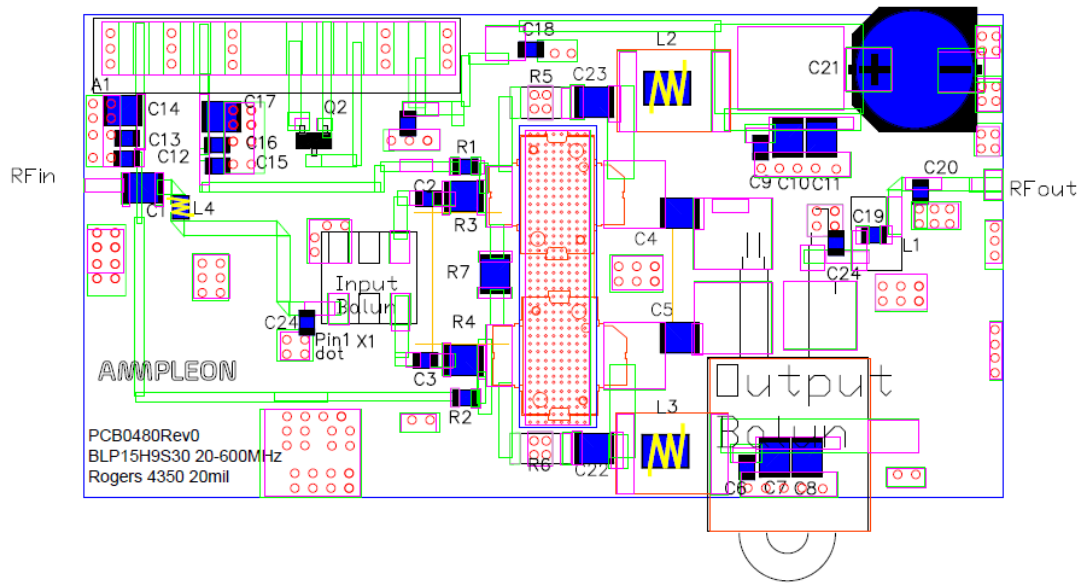 C18
L2
A1
C14
C17
Q2
R5
C23
C21
+
−
C13
C16
C12
C15
R1
C9
C10
C11
C20
RFin
RFout
C1
L4
C2
R3
C4
C19
L1
R7
Input
Balun
C24
C24
Pin1
dot
X1
R4
C5
AMPLEON
C3
R2
L3
Output
Balun
PCB0480Rev0
BLP15H9S30 20-600MHz
Rogers 4350 20mil
R6
C22
C6
C7
C8